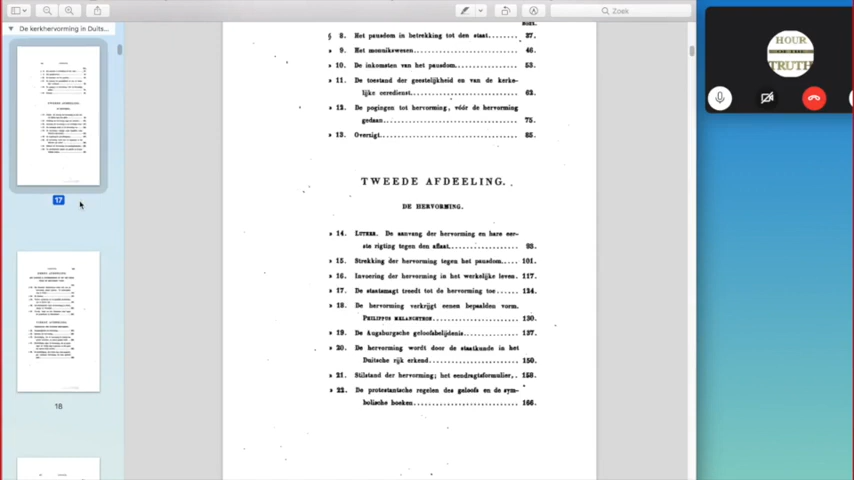 Zoek
De kerkhervorming in Duits...
17
18
HOUR
TRUTH
§ 8. Het pausdom in betrekking tot den staat........ 37.
» 9. Het monnikswezen........................ 46.
» 10. De inkomsten van het pausdom................ 53.
» 11. De toestand der geestelijkheid en van de kerke-
lijke eeredienst............................ 63.
» 12. De pogingen tot hervorming, vóór de hervorming
gedaan................................ 75.
» 13. Overzigt................................ 85.
TWEEDE AFDEELING.
DE HERVORMING.
» 14. LUTHER. De aanvang der hervorming en hare eer-
ste rigting tegen den aflaat.................. 93.
» 15. Strekking der hervorming tegen het pausdom.... 101.
» 16. Invoering der hervorming in het werkelijke leven. 117.
» 17. De staatsmagt treedt tot de hervorming toe...... 124.
» 18. De hervorming verkrijgt eenen bepaalden vorm.
PHILIPPUS MELANCHTHON...................... 130.
» 19. De Augsburgsche geloofsbelijdenis.............. 137.
» 20. De hervorming wordt door de staatkunde in het
Duitsche rijk erkend...................... 150.
» 21. Stilstand der hervorming; het eendragtsformulier,.. 158.
» 22. De protestantsche regelen des geloofs en de sym-
bolische boeken.......................... 166.